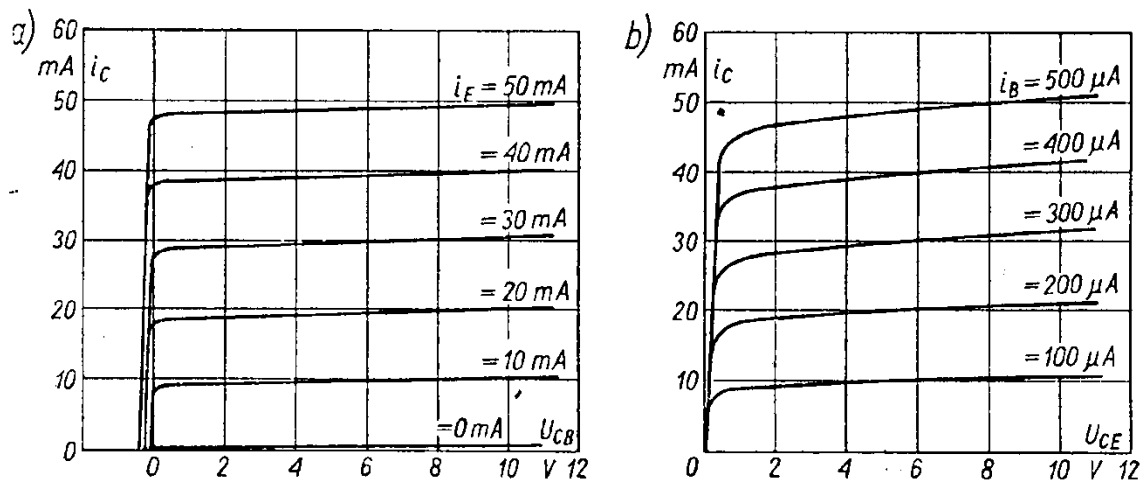 a)
60
mA i_C
50
40
30
20
10
0
i_E = 50 mA
= 40 mA
= 30 mA
= 20 mA
= 10 mA
= 0 mA U_CB
0 2 4 6 8 10 V 12
b)
60
mA i_C
50
40
30
20
10
0
i_B = 500 µA
= 400 µA
= 300 µA
= 200 µA
= 100 µA
U_CE
0 2 4 6 8 10 V 12